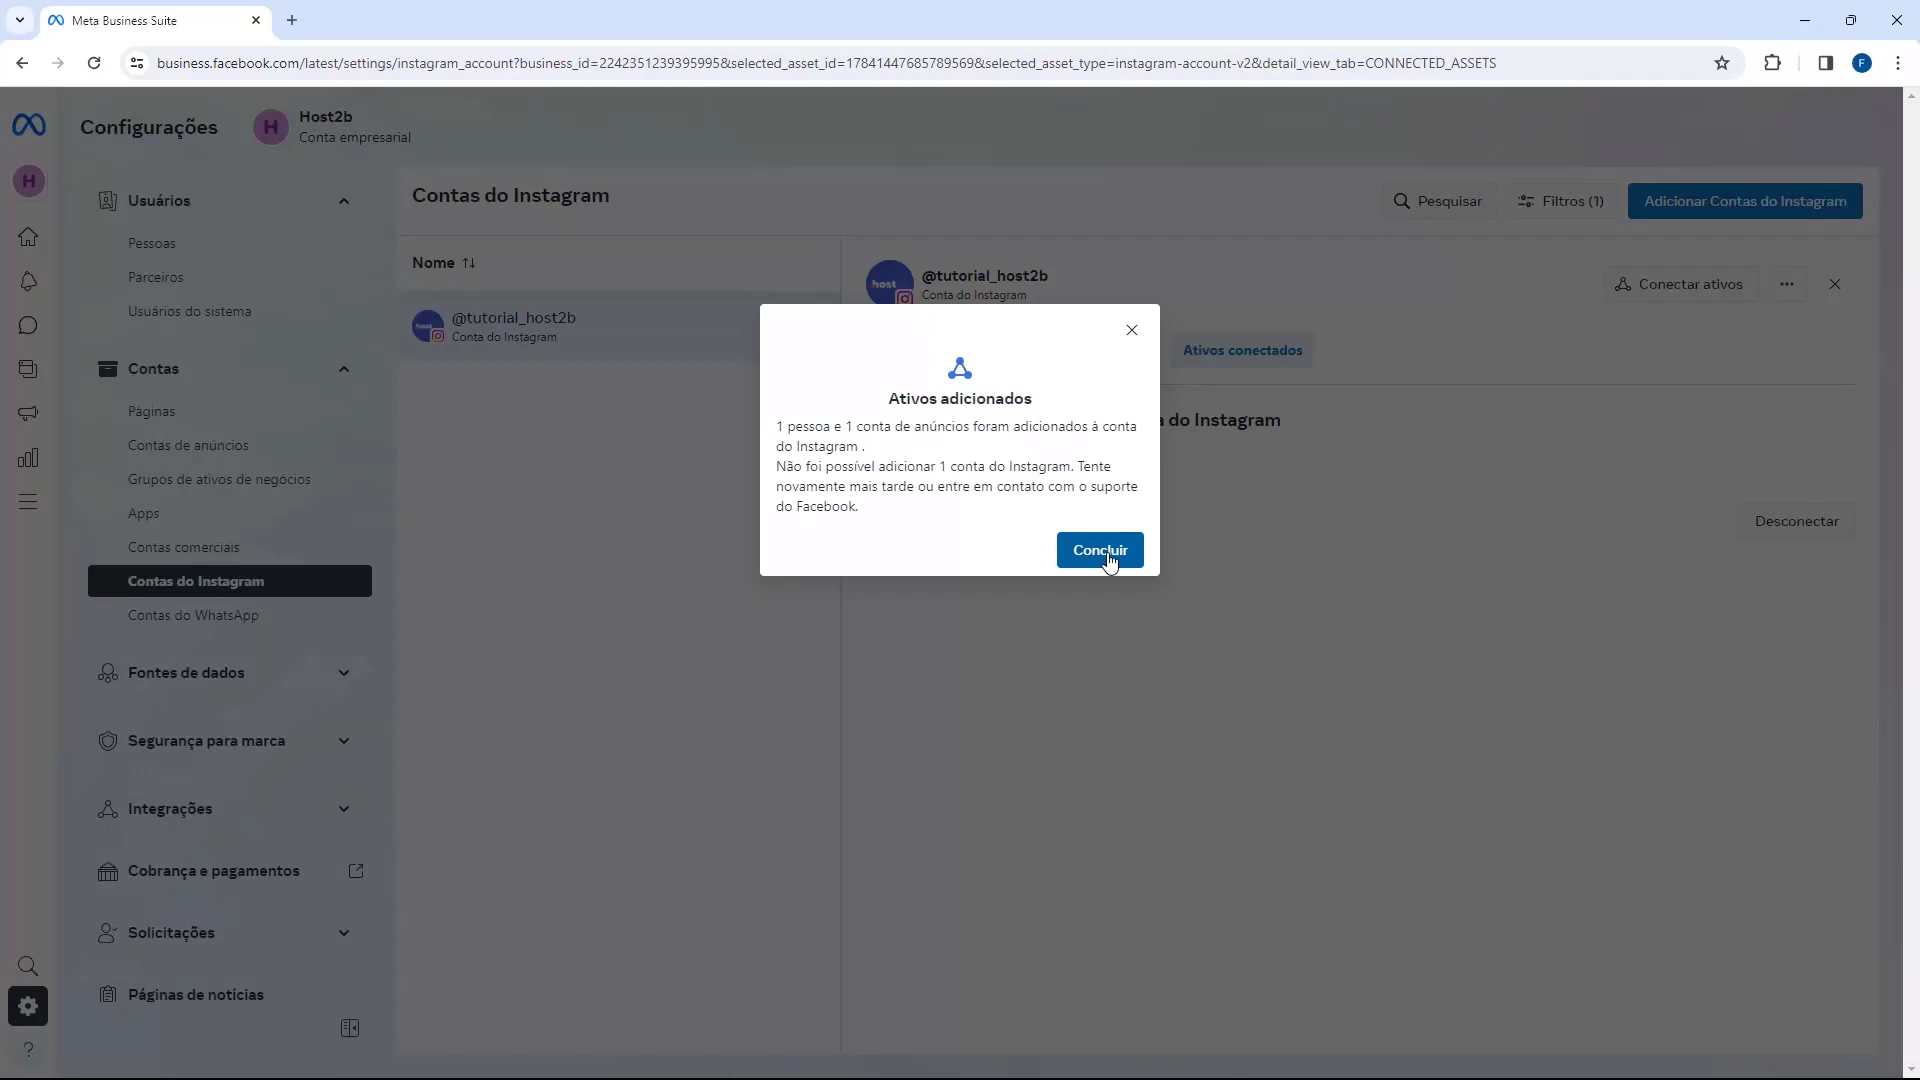 Meta Business Suite
business.facebook.com/latest/settings/instagram_account?business_id=2242351239395995&selected_asset_id=17841447685789569&selected_asset_type=instagram-account-v2&detail_view_tab=CONNECTED_ASSETS
F
Configurações
H
Host2b
Conta empresarial
H
Usuários
Pessoas
Parceiros
Usuários do sistema
Contas
Páginas
Contas de anúncios
Grupos de ativos de negócios
Apps
Contas comerciais
Contas do Instagram
Contas do WhatsApp
Fontes de dados
Segurança para marca
Integrações
Cobrança e pagamentos
Solicitações
Páginas de notícias
?
Contas do Instagram
Pesquisar
Filtros (1)
Adicionar Contas do Instagram
Nome
host
@tutorial_host2b
Conta do Instagram
host
@tutorial_host2b
Conta do Instagram
Conectar ativos
Ativos conectados
a do Instagram
Desconectar
Ativos adicionados
1 pessoa e 1 conta de anúncios foram adicionados à conta
do Instagram .
Não foi possível adicionar 1 conta do Instagram. Tente
novamente mais tarde ou entre em contato com o suporte
do Facebook.
Concluir